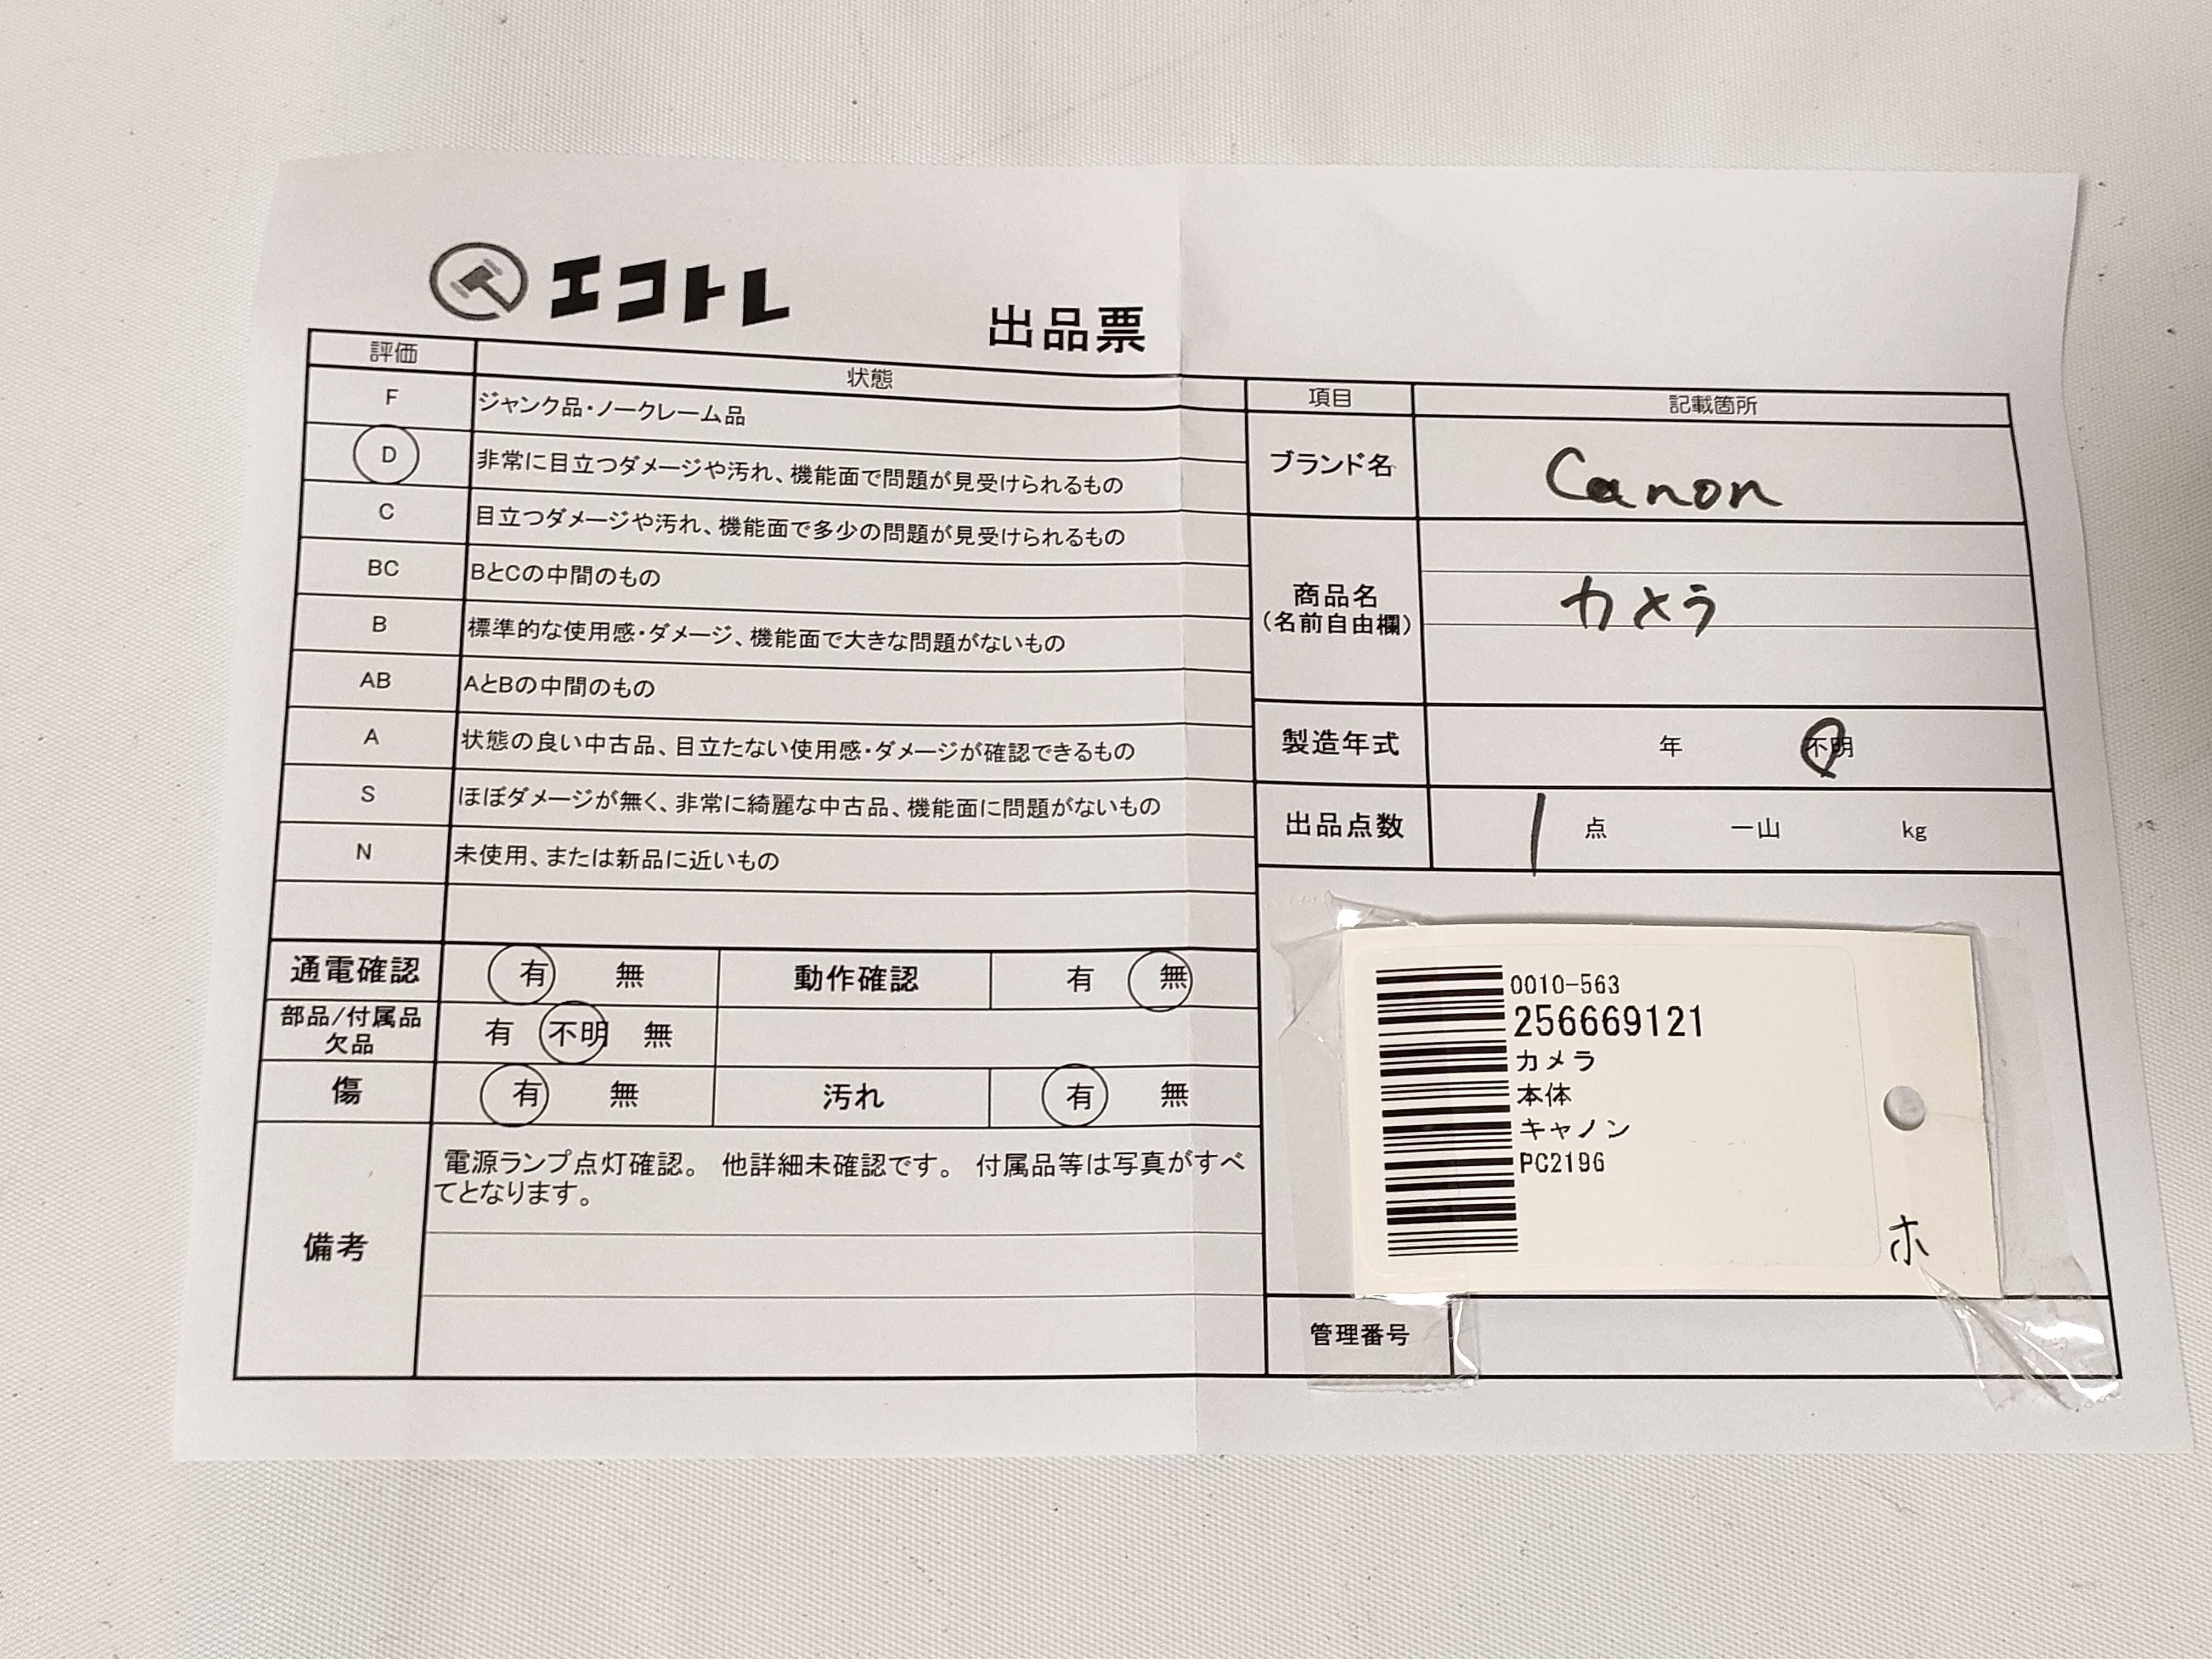 エコトレ
出品票
評価 状態
F ジャンク品・ノークレーム品
D 非常に目立つダメージや汚れ、機能面で問題が見受けられるもの
C 目立つダメージや汚れ、機能面で多少の問題が見受けられるもの
BC BとCの中間のもの
B 標準的な使用感・ダメージ、機能面で大きな問題がないもの
AB AとBの中間のもの
A 状態の良い中古品、目立たない使用感・ダメージが確認できるもの
S ほぼダメージが無く、非常に綺麗な中古品、機能面に問題がないもの
N 未使用、または新品に近いもの
通電確認 有 無 動作確認 有 無
部品/付属品
欠品
有 不明 無
傷 有 無 汚れ 有 無
備考
電源ランプ点灯確認。 他詳細未確認です。 付属品等は写真がすべ
てとなります。
項目 記載箇所
ブランド名 Canon
商品名
(名前自由欄)
カメラ
製造年式 年 不明
出品点数 1 点 一山 kg
0010-563
256669121
カメラ
本体
キャノン
PC2196
ホ
管理番号